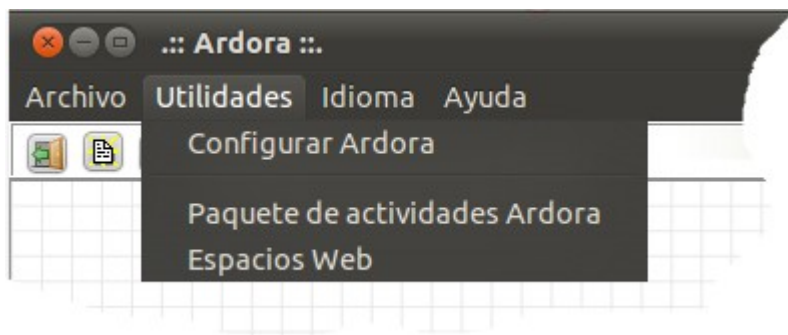 .:: Ardora ::.
Archivo Utilidades Idioma Ayuda
Configurar Ardora
Paquete de actividades Ardora
Espacios Web